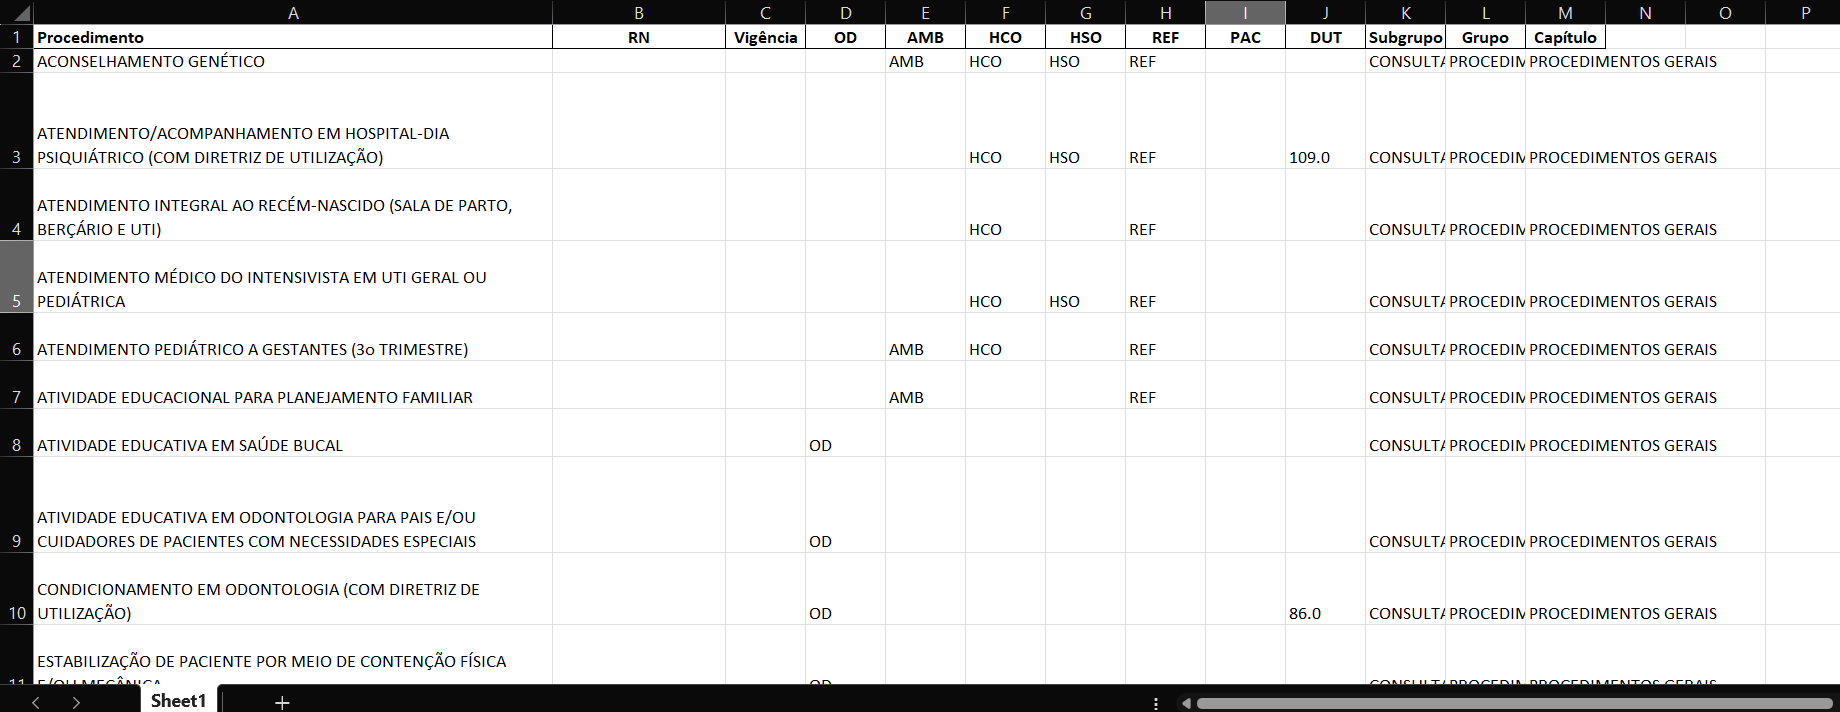 A B C D E F G H I J K L M N O P
1 Procedimento RN Vigência OD AMB HCO HSO REF PAC DUT Subgrupo Grupo Capítulo
2 ACONSELHAMENTO GENÉTICO AMB HCO HSO REF CONSULTA PROCEDIM PROCEDIMENTOS GERAIS
ATENDIMENTO/ACOMPANHAMENTO EM HOSPITAL-DIA
3 PSIQUIÁTRICO (COM DIRETRIZ DE UTILIZAÇÃO) HCO HSO REF 109.0 CONSULTA PROCEDIM PROCEDIMENTOS GERAIS
ATENDIMENTO INTEGRAL AO RECÉM-NASCIDO (SALA DE PARTO,
4 BERÇÁRIO E UTI) HCO REF CONSULTA PROCEDIM PROCEDIMENTOS GERAIS
ATENDIMENTO MÉDICO DO INTENSIVISTA EM UTI GERAL OU
5 PEDIÁTRICA HCO HSO REF CONSULTA PROCEDIM PROCEDIMENTOS GERAIS
6 ATENDIMENTO PEDIÁTRICO A GESTANTES (3o TRIMESTRE) AMB HCO REF CONSULTA PROCEDIM PROCEDIMENTOS GERAIS
7 ATIVIDADE EDUCACIONAL PARA PLANEJAMENTO FAMILIAR AMB REF CONSULTA PROCEDIM PROCEDIMENTOS GERAIS
8 ATIVIDADE EDUCATIVA EM SAÚDE BUCAL OD CONSULTA PROCEDIM PROCEDIMENTOS GERAIS
ATIVIDADE EDUCATIVA EM ODONTOLOGIA PARA PAIS E/OU
9 CUIDADORES DE PACIENTES COM NECESSIDADES ESPECIAIS OD CONSULTA PROCEDIM PROCEDIMENTOS GERAIS
CONDICIONAMENTO EM ODONTOLOGIA (COM DIRETRIZ DE
10 UTILIZAÇÃO) OD 86.0 CONSULTA PROCEDIM PROCEDIMENTOS GERAIS
ESTABILIZAÇÃO DE PACIENTE POR MEIO DE CONTENÇÃO FÍSICA
11 E/OU MECÂNICA OD CONSULTA PROCEDIM PROCEDIMENTOS GERAIS
Sheet1